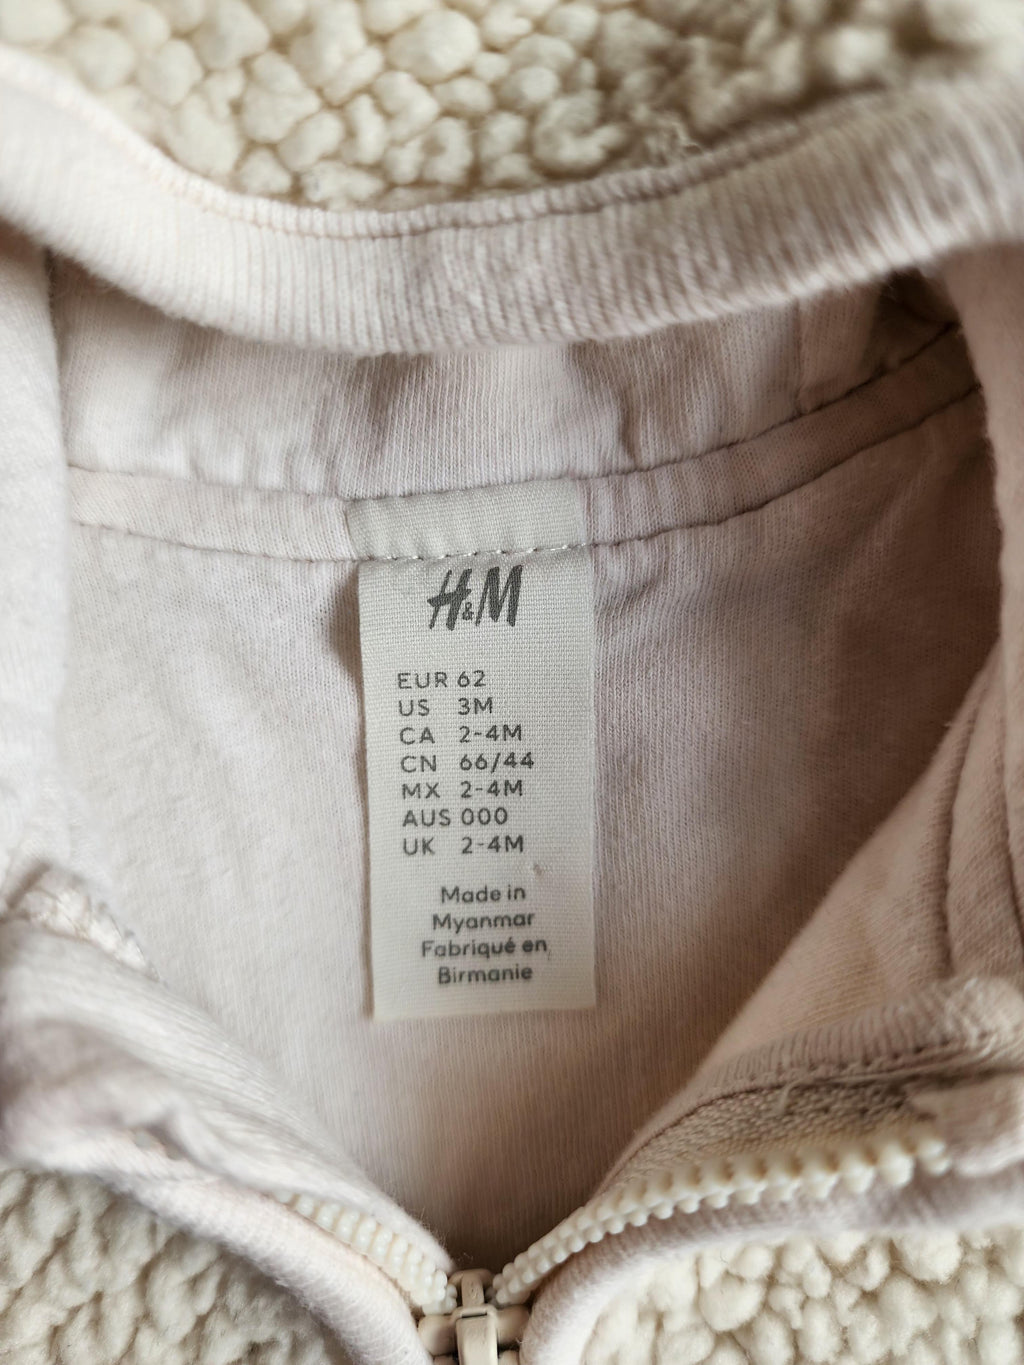 H&M
EUR 62
US 3M
CA 2-4M
CN 66/44
MX 2-4M
AUS 000
UK 2-4M
Made in
Myanmar
Fabriqué en
Birmanie